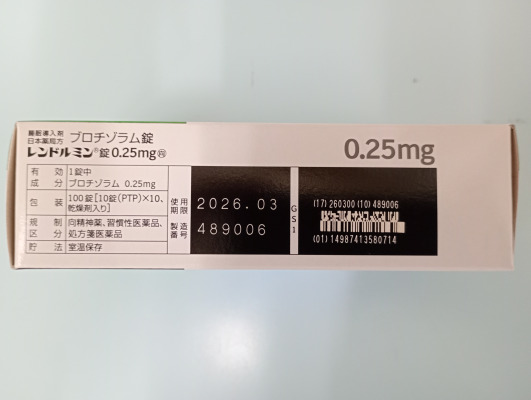 睡眠導入剤
日本薬局方 ブロチゾラム錠
レンドルミン®錠0.25mg
0.25mg
有効成分 1錠中
ブロチゾラム 0.25mg
包装 100錠[10錠(PTP)×10、
乾燥剤入り]
規制区分 向精神薬、習慣性医薬品、
処方箋医薬品
貯法 室温保存
使用期限 2026.03
製造番号 489006
GS1
(17)260300(10)489006
(01)14987413580714